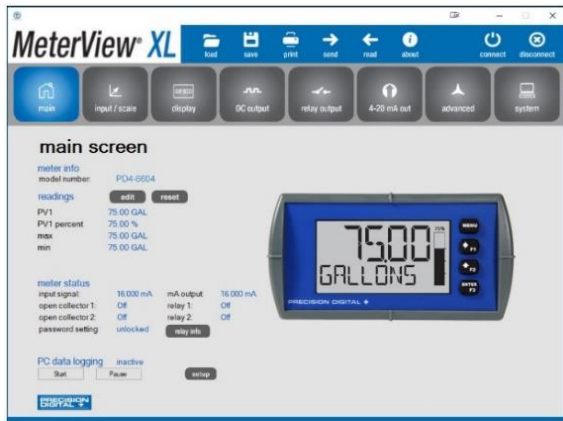 MeterView® XL
load save print send read about connect disconnect
main input / scale display OC output relay output 4-20 mA out advanced system
main screen
meter info
model number: PD4-6604
readings edit reset
PV1 75.00 GAL
PV1 percent 75.00 %
max 75.00 GAL
min 75.00 GAL
meter status
input signal: 16.000 mA mA output: 16.000 mA
open collector 1: Off relay 1: Off
open collector 2: Off relay 2: Off
password setting: unlocked relay info
PC data logging inactive
Start Pause setup
PRECISION
DIGITAL
75.00
75%
GALLONS
MENU
F1
F2
ENTER
F3
PRECISION DIGITAL